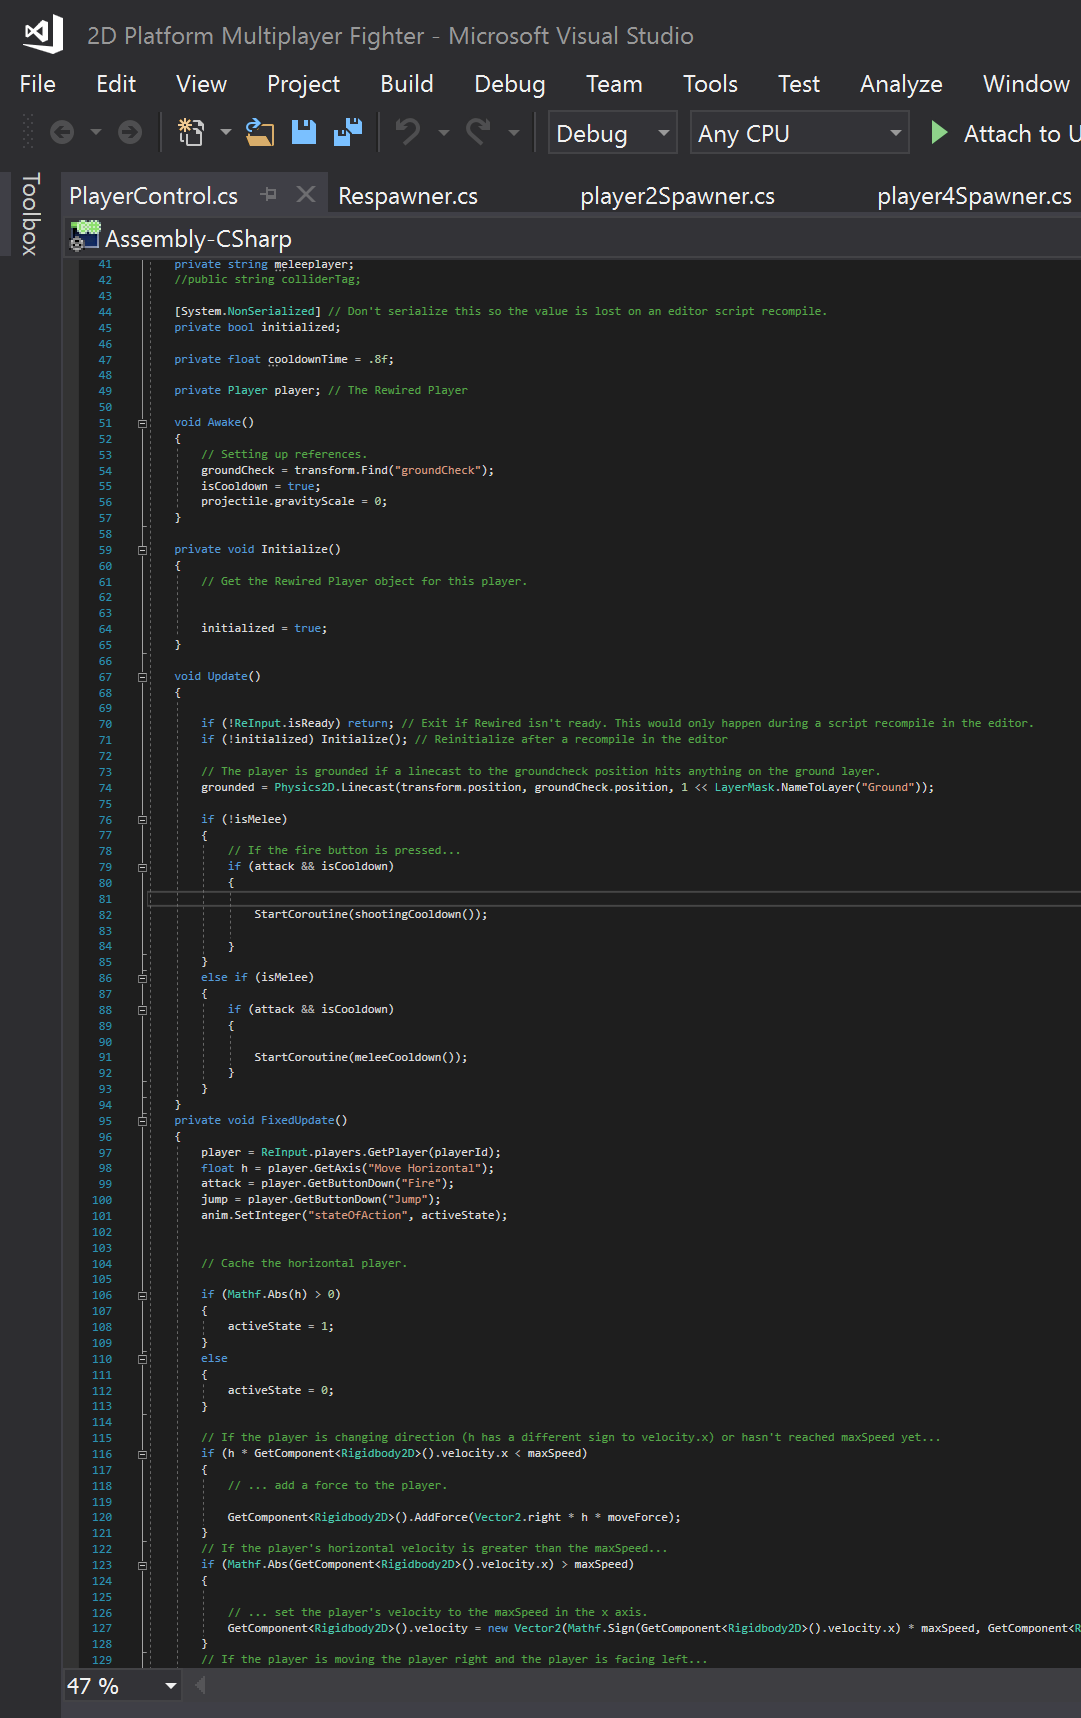 2D Platform Multiplayer Fighter - Microsoft Visual Studio
File Edit View Project Build Debug Team Tools Test Analyze Window
Debug Any CPU Attach to U
Toolbox
PlayerControl.cs Respawner.cs player2Spawner.cs player4Spawner.cs
Assembly-CSharp
41 private string meleeplayer;
42 //public string colliderTag;
43
44 [System.NonSerialized] // Don't serialize this so the value is lost on an editor script recompile.
45 private bool initialized;
46
47 private float cooldownTime = .8f;
48
49 private Player player; // The Rewired Player
50
51 void Awake()
52 {
53 // Setting up references.
54 groundCheck = transform.Find("groundCheck");
55 isCooldown = true;
56 projectile.gravityScale = 0;
57 }
58
59 private void Initialize()
60 {
61 // Get the Rewired Player object for this player.
62
63
64 initialized = true;
65 }
66
67 void Update()
68 {
69
70 if (!ReInput.isReady) return; // Exit if Rewired isn't ready. This would only happen during a script recompile in the editor.
71 if (!initialized) Initialize(); // Reinitialize after a recompile in the editor
72
73 // The player is grounded if a linecast to the groundcheck position hits anything on the ground layer.
74 grounded = Physics2D.Linecast(transform.position, groundCheck.position, 1 << LayerMask.NameToLayer("Ground"));
75
76 if (!isMelee)
77 {
78 // If the fire button is pressed...
79 if (attack && isCooldown)
80 {
81
82 StartCoroutine(shootingCooldown());
83
84 }
85 }
86 else if (isMelee)
87 {
88 if (attack && isCooldown)
89 {
90
91 StartCoroutine(meleeCooldown());
92 }
93 }
94 }
95 private void FixedUpdate()
96 {
97 player = ReInput.players.GetPlayer(playerId);
98 float h = player.GetAxis("Move Horizontal");
99 attack = player.GetButtonDown("Fire");
100 jump = player.GetButtonDown("Jump");
101 anim.SetInteger("stateOfAction", activeState);
102
103
104 // Cache the horizontal player.
105
106 if (Mathf.Abs(h) > 0)
107 {
108 activeState = 1;
109 }
110 else
111 {
112 activeState = 0;
113 }
114
115 // If the player is changing direction (h has a different sign to velocity.x) or hasn't reached maxSpeed yet...
116 if (h * GetComponent<Rigidbody2D>().velocity.x < maxSpeed)
117 {
118 // ... add a force to the player.
119
120 GetComponent<Rigidbody2D>().AddForce(Vector2.right * h * moveForce);
121 }
122 // If the player's horizontal velocity is greater than the maxSpeed...
123 if (Mathf.Abs(GetComponent<Rigidbody2D>().velocity.x) > maxSpeed)
124 {
125
126 // ... set the player's velocity to the maxSpeed in the x axis.
127 GetComponent<Rigidbody2D>().velocity = new Vector2(Mathf.Sign(GetComponent<Rigidbody2D>().velocity.x) * maxSpeed, GetComponent<R
128 }
129 // If the player is moving the player right and the player is facing left...
47 %